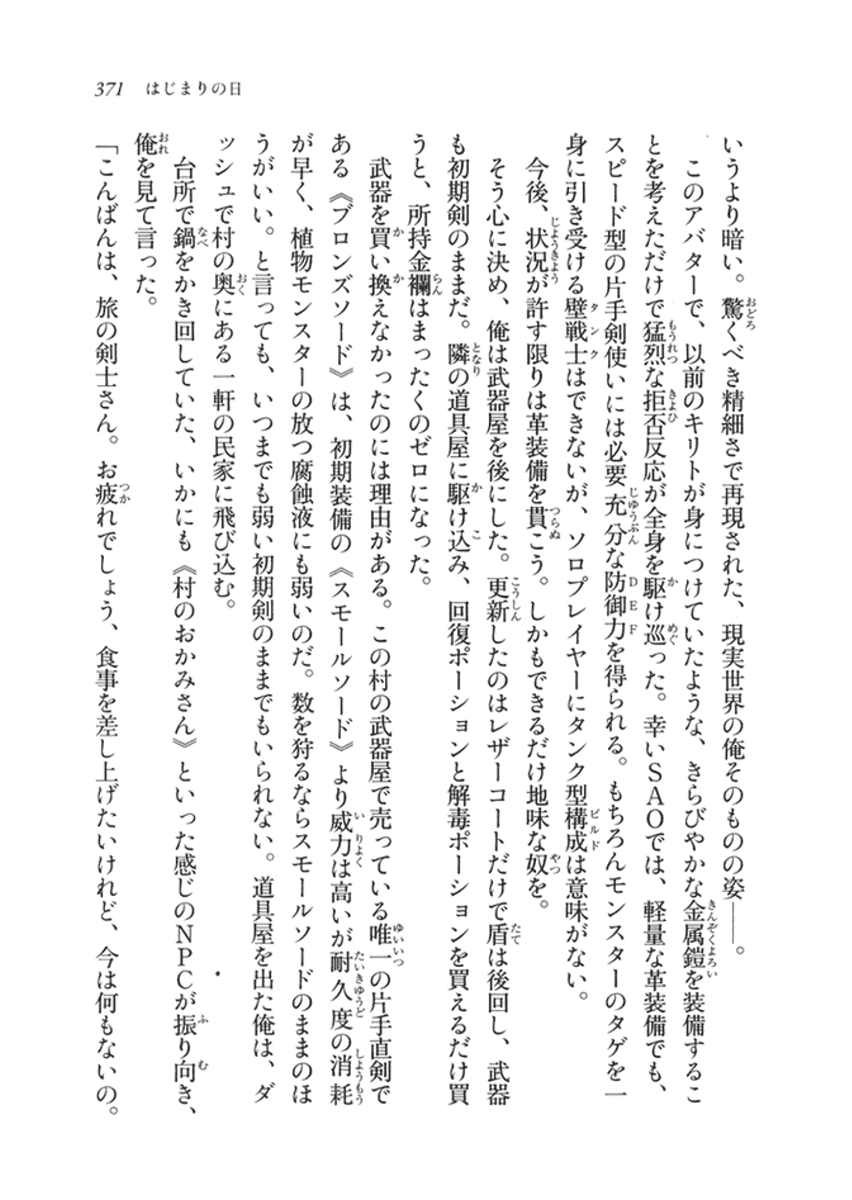 371 はじまりの日
いうより暗い。驚くべき精細さで再現された、現実世界の俺そのものの姿――。
このアバターで、以前のキリトが身につけていたような、きらびやかな金属鎧を装備するこ
とを考えただけで猛烈な拒否反応が全身を駆け巡った。幸いSAOでは、軽量な革装備でも、
スピード型の片手剣使いには必要充分な防御力を得られる。もちろんモンスターのタゲを一
身に引き受ける壁戦士はできないが、ソロプレイヤーにタンク型構成は意味がない。
今後、状況が許す限りは革装備を貫こう。しかもできるだけ地味な奴を。
そう心に決め、俺は武器屋を後にした。更新したのはレザーコートだけで盾は後回し、武器
も初期剣のままだ。隣の道具屋に駆け込み、回復ポーションと解毒ポーションを買えるだけ買
うと、所持金欄はまったくのゼロになった。
武器を買い換えなかったのには理由がある。この村の武器屋で売っている唯一の片手直剣で
ある《ブロンズソード》は、初期装備の《スモールソード》より威力は高いが耐久度の消耗
が早く、植物モンスターの放つ腐蝕液にも弱いのだ。数を狩るならスモールソードのままのほ
うがいい。と言っても、いつまでも弱い初期剣のままでもいられない。道具屋を出た俺は、ダ
ッシュで村の奥にある一軒の民家に飛び込む。
台所で鍋をかき回していた、いかにも《村のおかみさん》といった感じのNPCが振り向き、
俺を見て言った。
「こんばんは、旅の剣士さん。お疲れでしょう、食事を差し上げたいけれど、今は何もないの。